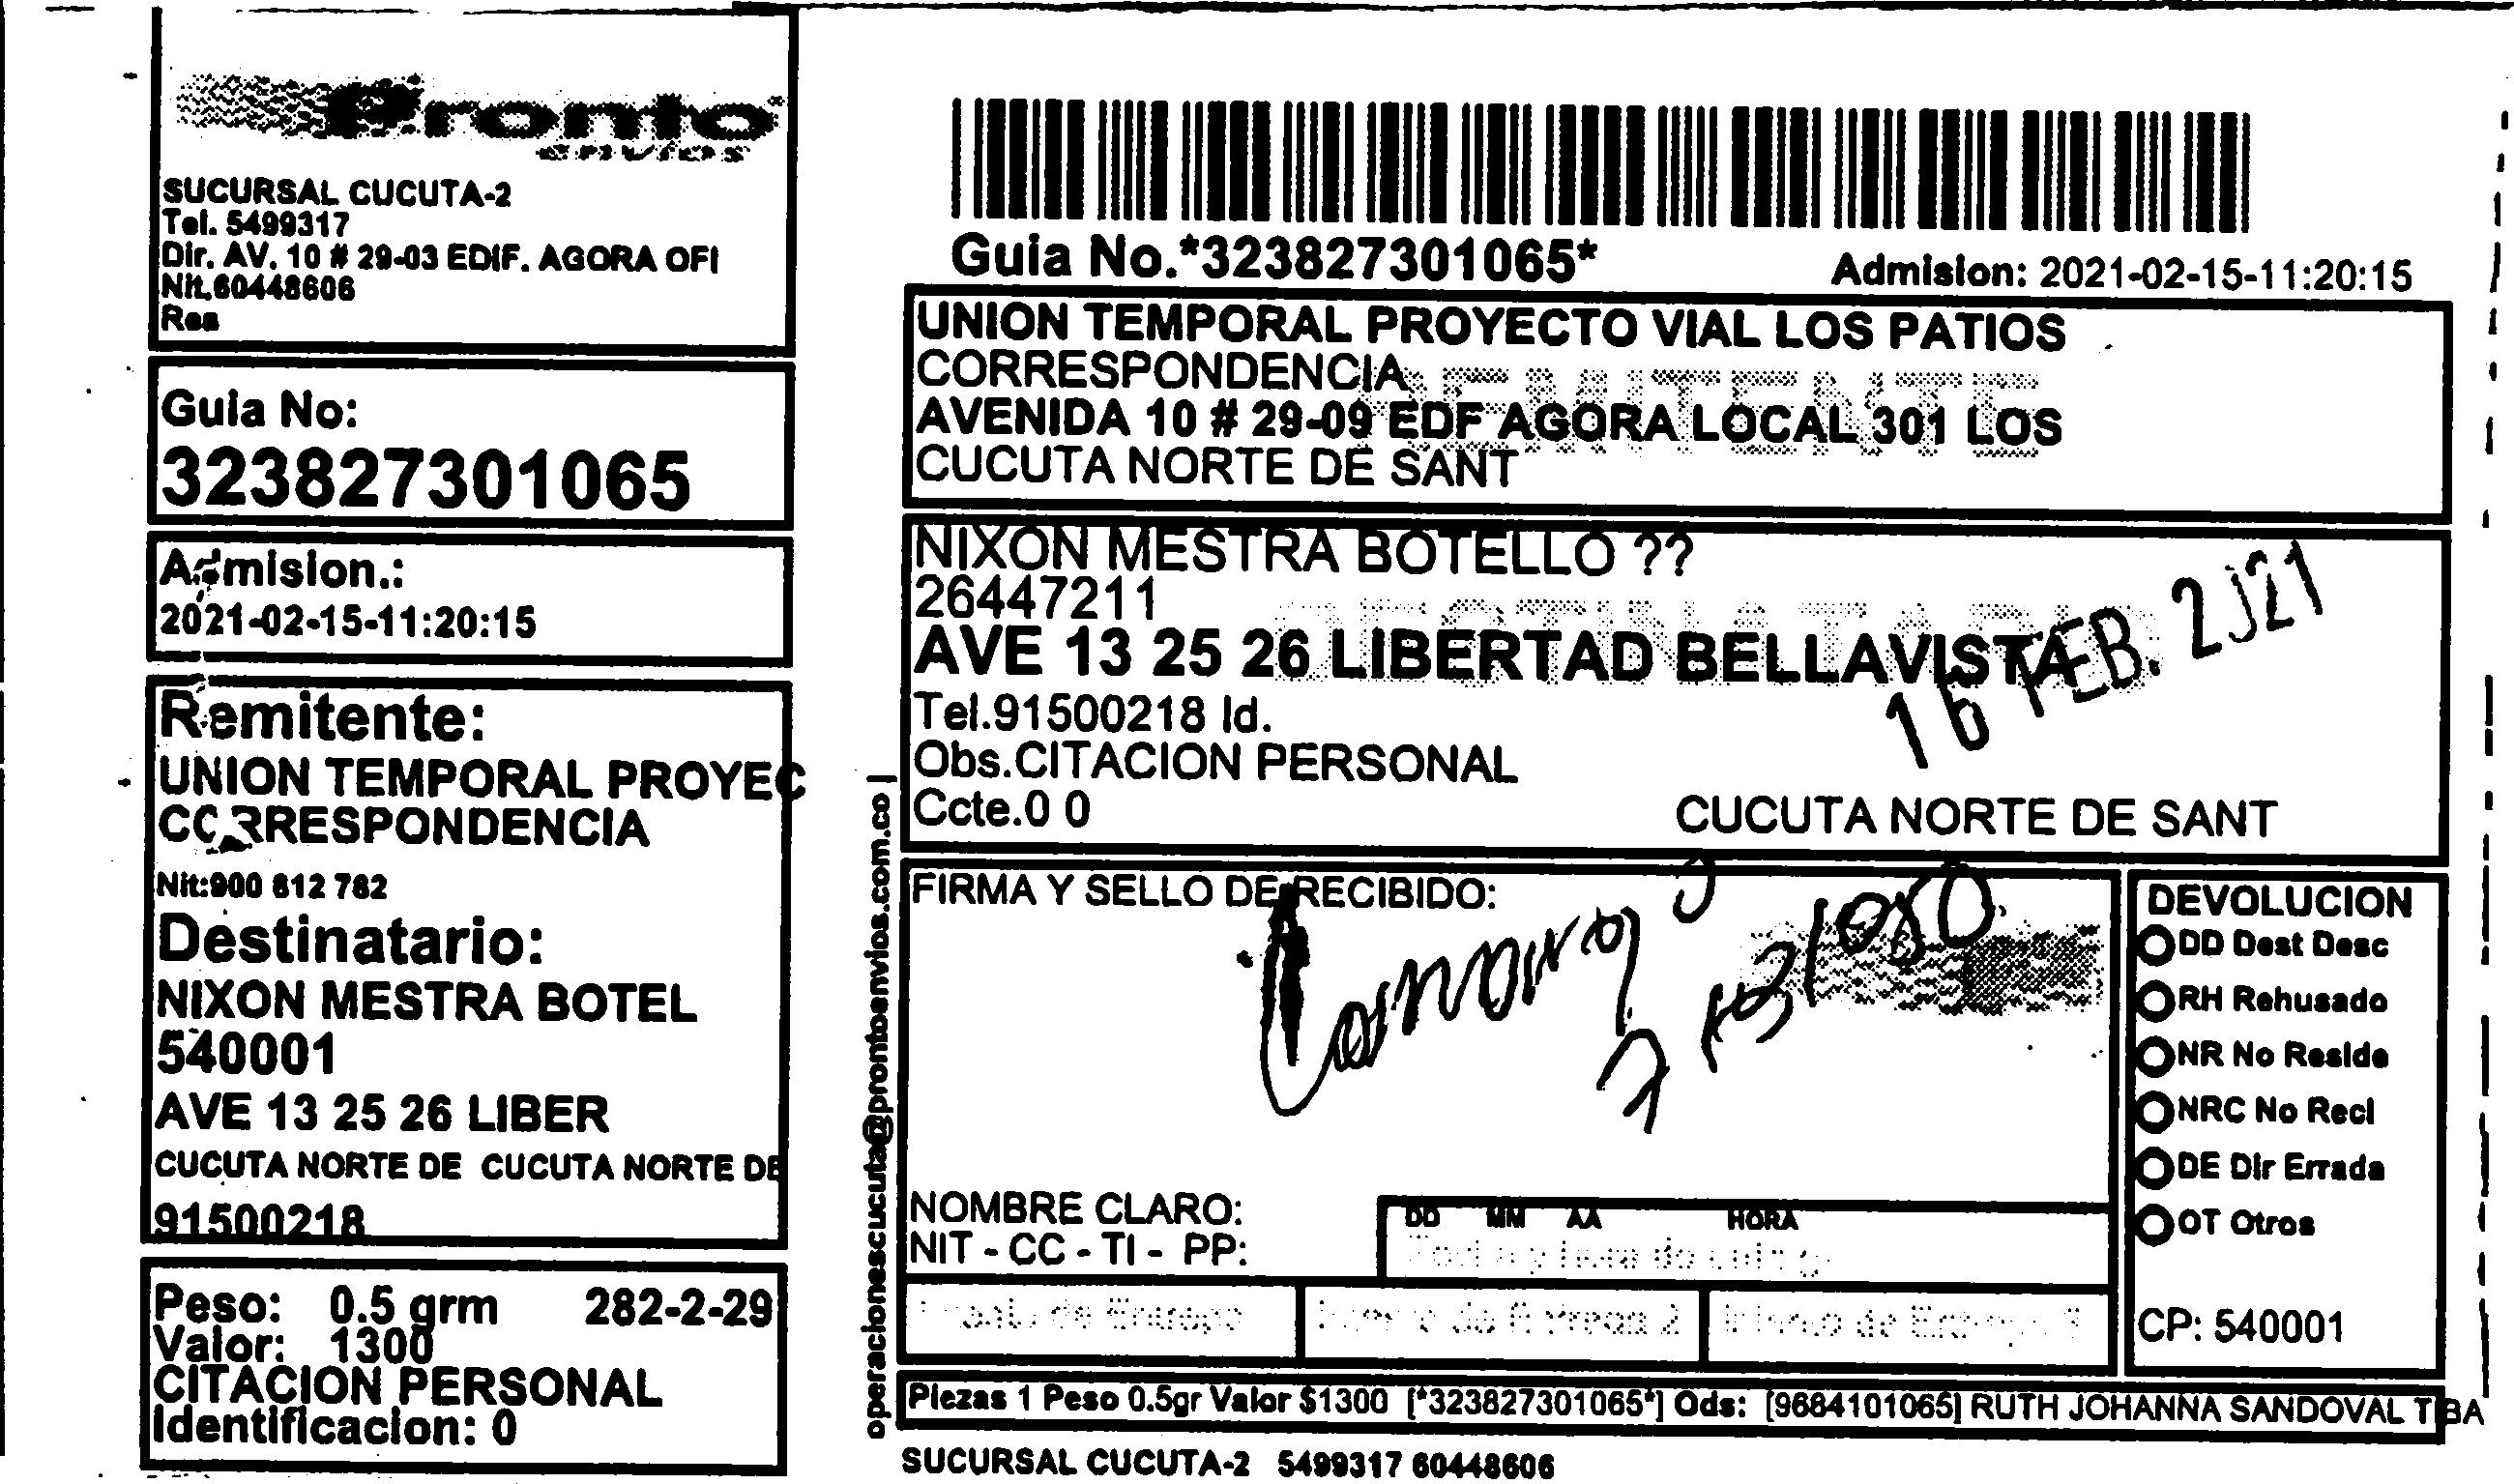 Pronto
envios
SUCURSAL CUCUTA-2
Tel. 5499317
Dir. AV. 10 # 29-03 EDIF. AGORA OFI
Nit.60448606
Res
Guia No:
323827301065
Admision.:
2021-02-15-11:20:15
Remitente:
UNION TEMPORAL PROYEC
CORRESPONDENCIA
Nit:900 812 782
Destinatario:
NIXON MESTRA BOTEL
540001
AVE 13 25 26 LIBER
CUCUTA NORTE DE CUCUTA NORTE DE
91500218
Peso: 0.5 grm 282-2-29
Valor: 1300
CITACION PERSONAL
Identificacion: 0
Guia No.*323827301065*
Admision: 2021-02-15-11:20:15
UNION TEMPORAL PROYECTO VIAL LOS PATIOS
CORRESPONDENCIA
REMITENTE
AVENIDA 10 # 29-09 EDF AGORA LOCAL 301 LOS
CUCUTA NORTE DE SANT
NIXON MESTRA BOTELLO ??
26447211
DESTINATARIO
AVE 13 25 26 LIBERTAD BELLAVISTA
16 FEB. 2021
Tel.91500218 Id.
Obs.CITACION PERSONAL
Ccte.0 0
CUCUTA NORTE DE SANT
operacionescucuta@prontoenvios.com.co |
FIRMA Y SELLO DE RECIBIDO:
NOMBRE CLARO:
NIT - CC - TI - PP:
DD MM AA HORA
DEVOLUCION
DD Dest Desc
RH Rehusado
NR No Reside
NRC No Recl
DE Dir Errada
OT Otros
CP: 540001
Piezas 1 Peso 0.5gr Valor $1300 [*323827301065*] Ods: [9684101065] RUTH JOHANNA SANDOVAL TIBA
SUCURSAL CUCUTA-2 5499317 60448606